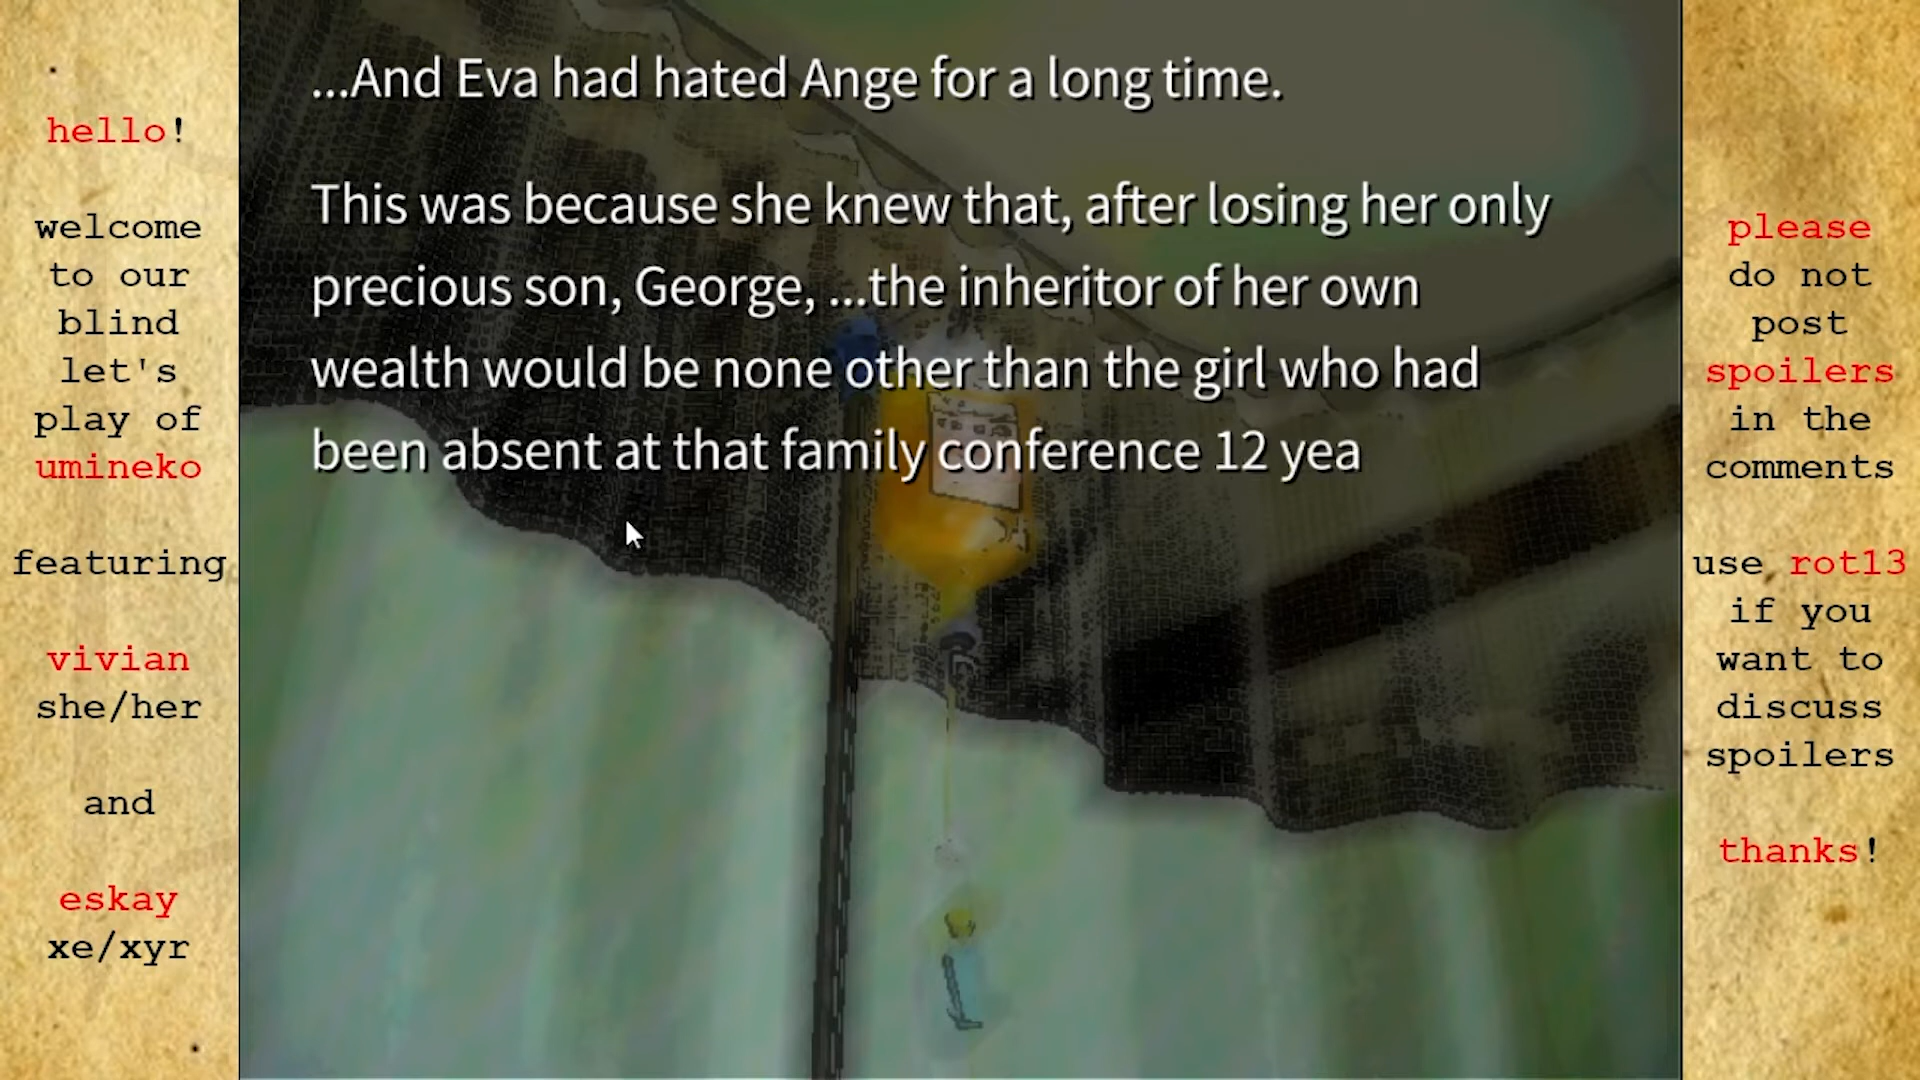 hello!
welcome
to our
blind
let's
play of
umineko
featuring
vivian
she/her
and
eskay
xe/xyr
...And Eva had hated Ange for a long time.
This was because she knew that, after losing her only
precious son, George, ...the inheritor of her own
wealth would be none other than the girl who had
been absent at that family conference 12 yea
please
do not
post
spoilers
in the
comments
use rot13
if you
want to
discuss
spoilers
thanks!